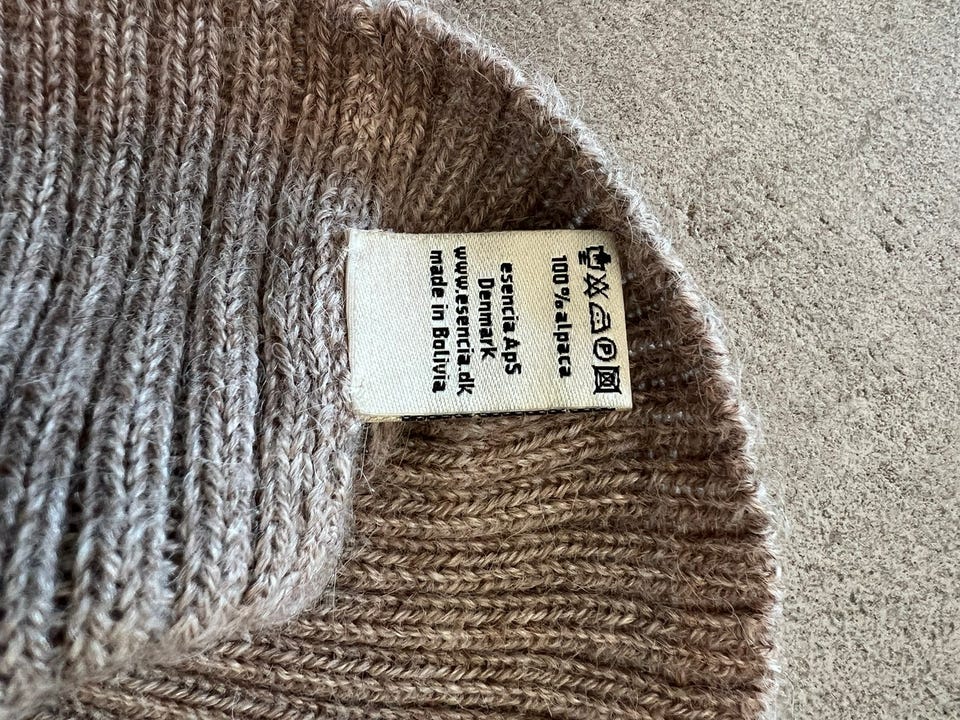 100%alpaca
esencia ApS
Denmark
www.esencia.dk
made in Bolivia